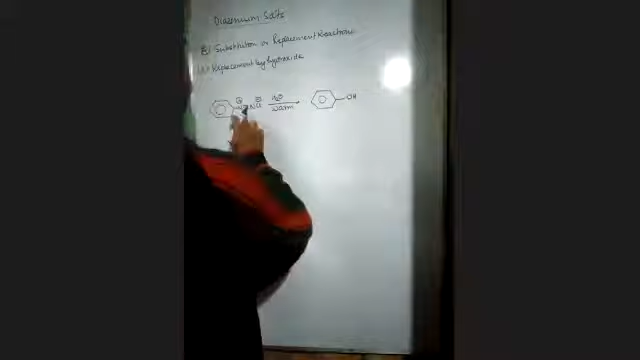 Diazonium Salts
B) Substitution or Replacement Reactions
(a) Replacement by hydroxide
H₂O
warm
OH